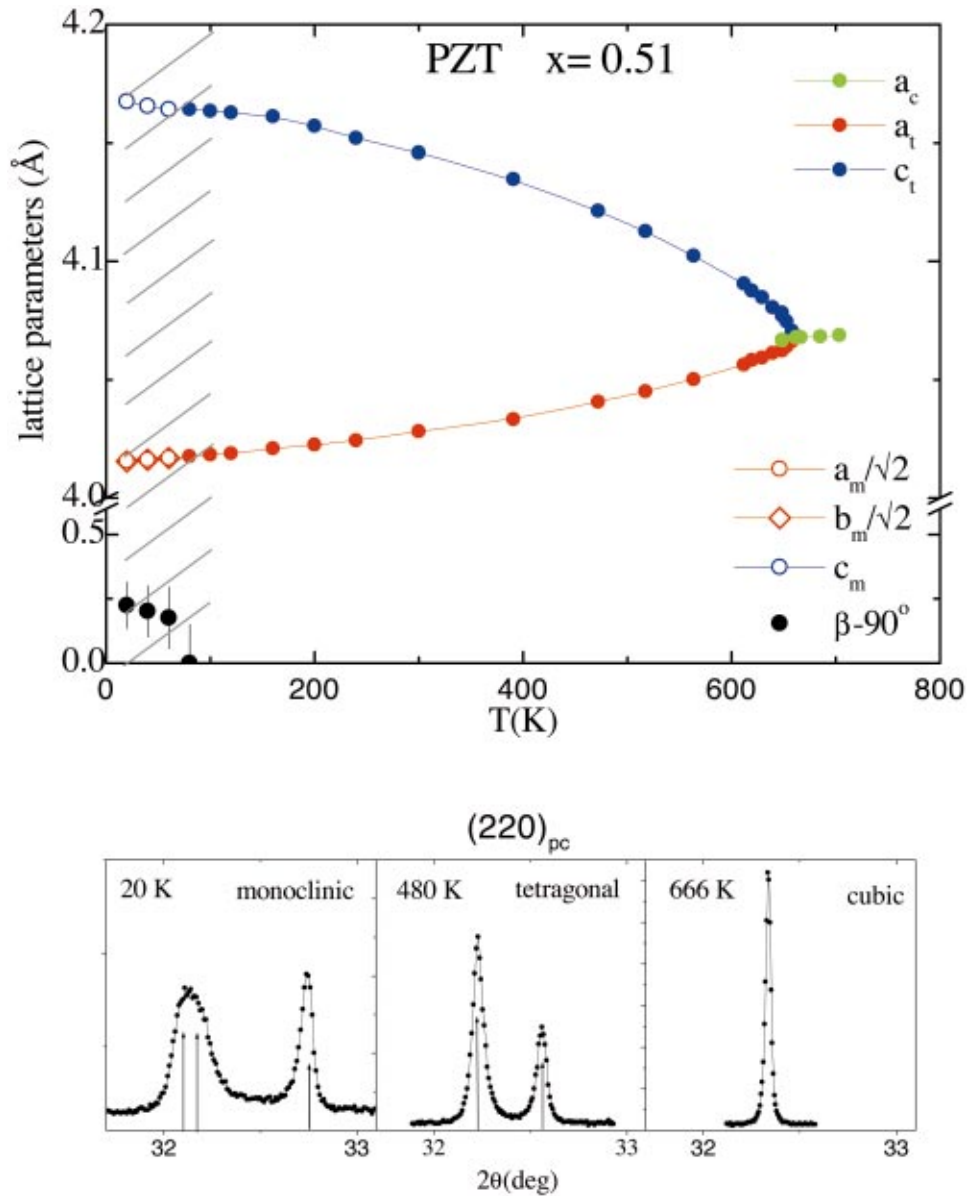 4.2
PZT x= 0.51
a_c
a_t
c_t
lattice parameters (Å)
4.1
4.0
a_m/√2
b_m/√2
c_m
β-90°
0.5
0.0
0 200 400 600 800
T(K)
(220)_pc
20 K monoclinic
480 K tetragonal
666 K cubic
32 33 32 33 32 33
2θ(deg)